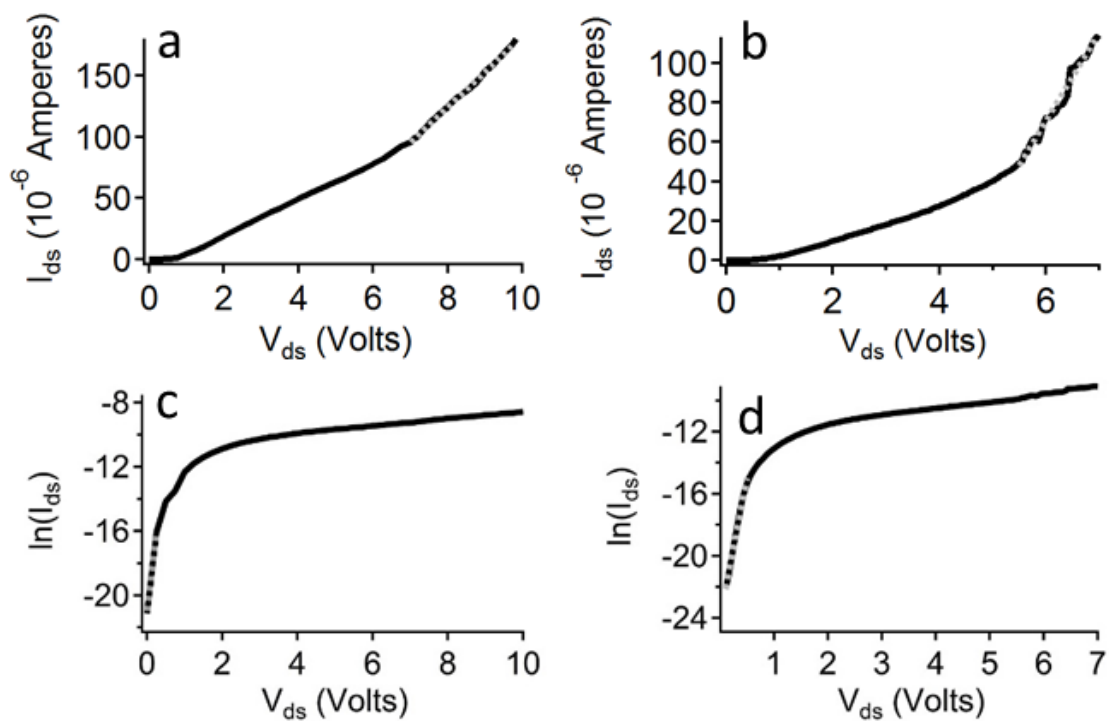 a
I_ds (10^-6 Amperes)
150
100
50
0
0 2 4 6 8 10
V_ds (Volts)
b
I_ds (10^-6 Amperes)
100
80
60
40
20
0
0 2 4 6
V_ds (Volts)
c
ln(I_ds)
-8
-12
-16
-20
0 2 4 6 8 10
V_ds (Volts)
d
ln(I_ds)
-12
-16
-20
-24
1 2 3 4 5 6 7
V_ds (Volts)